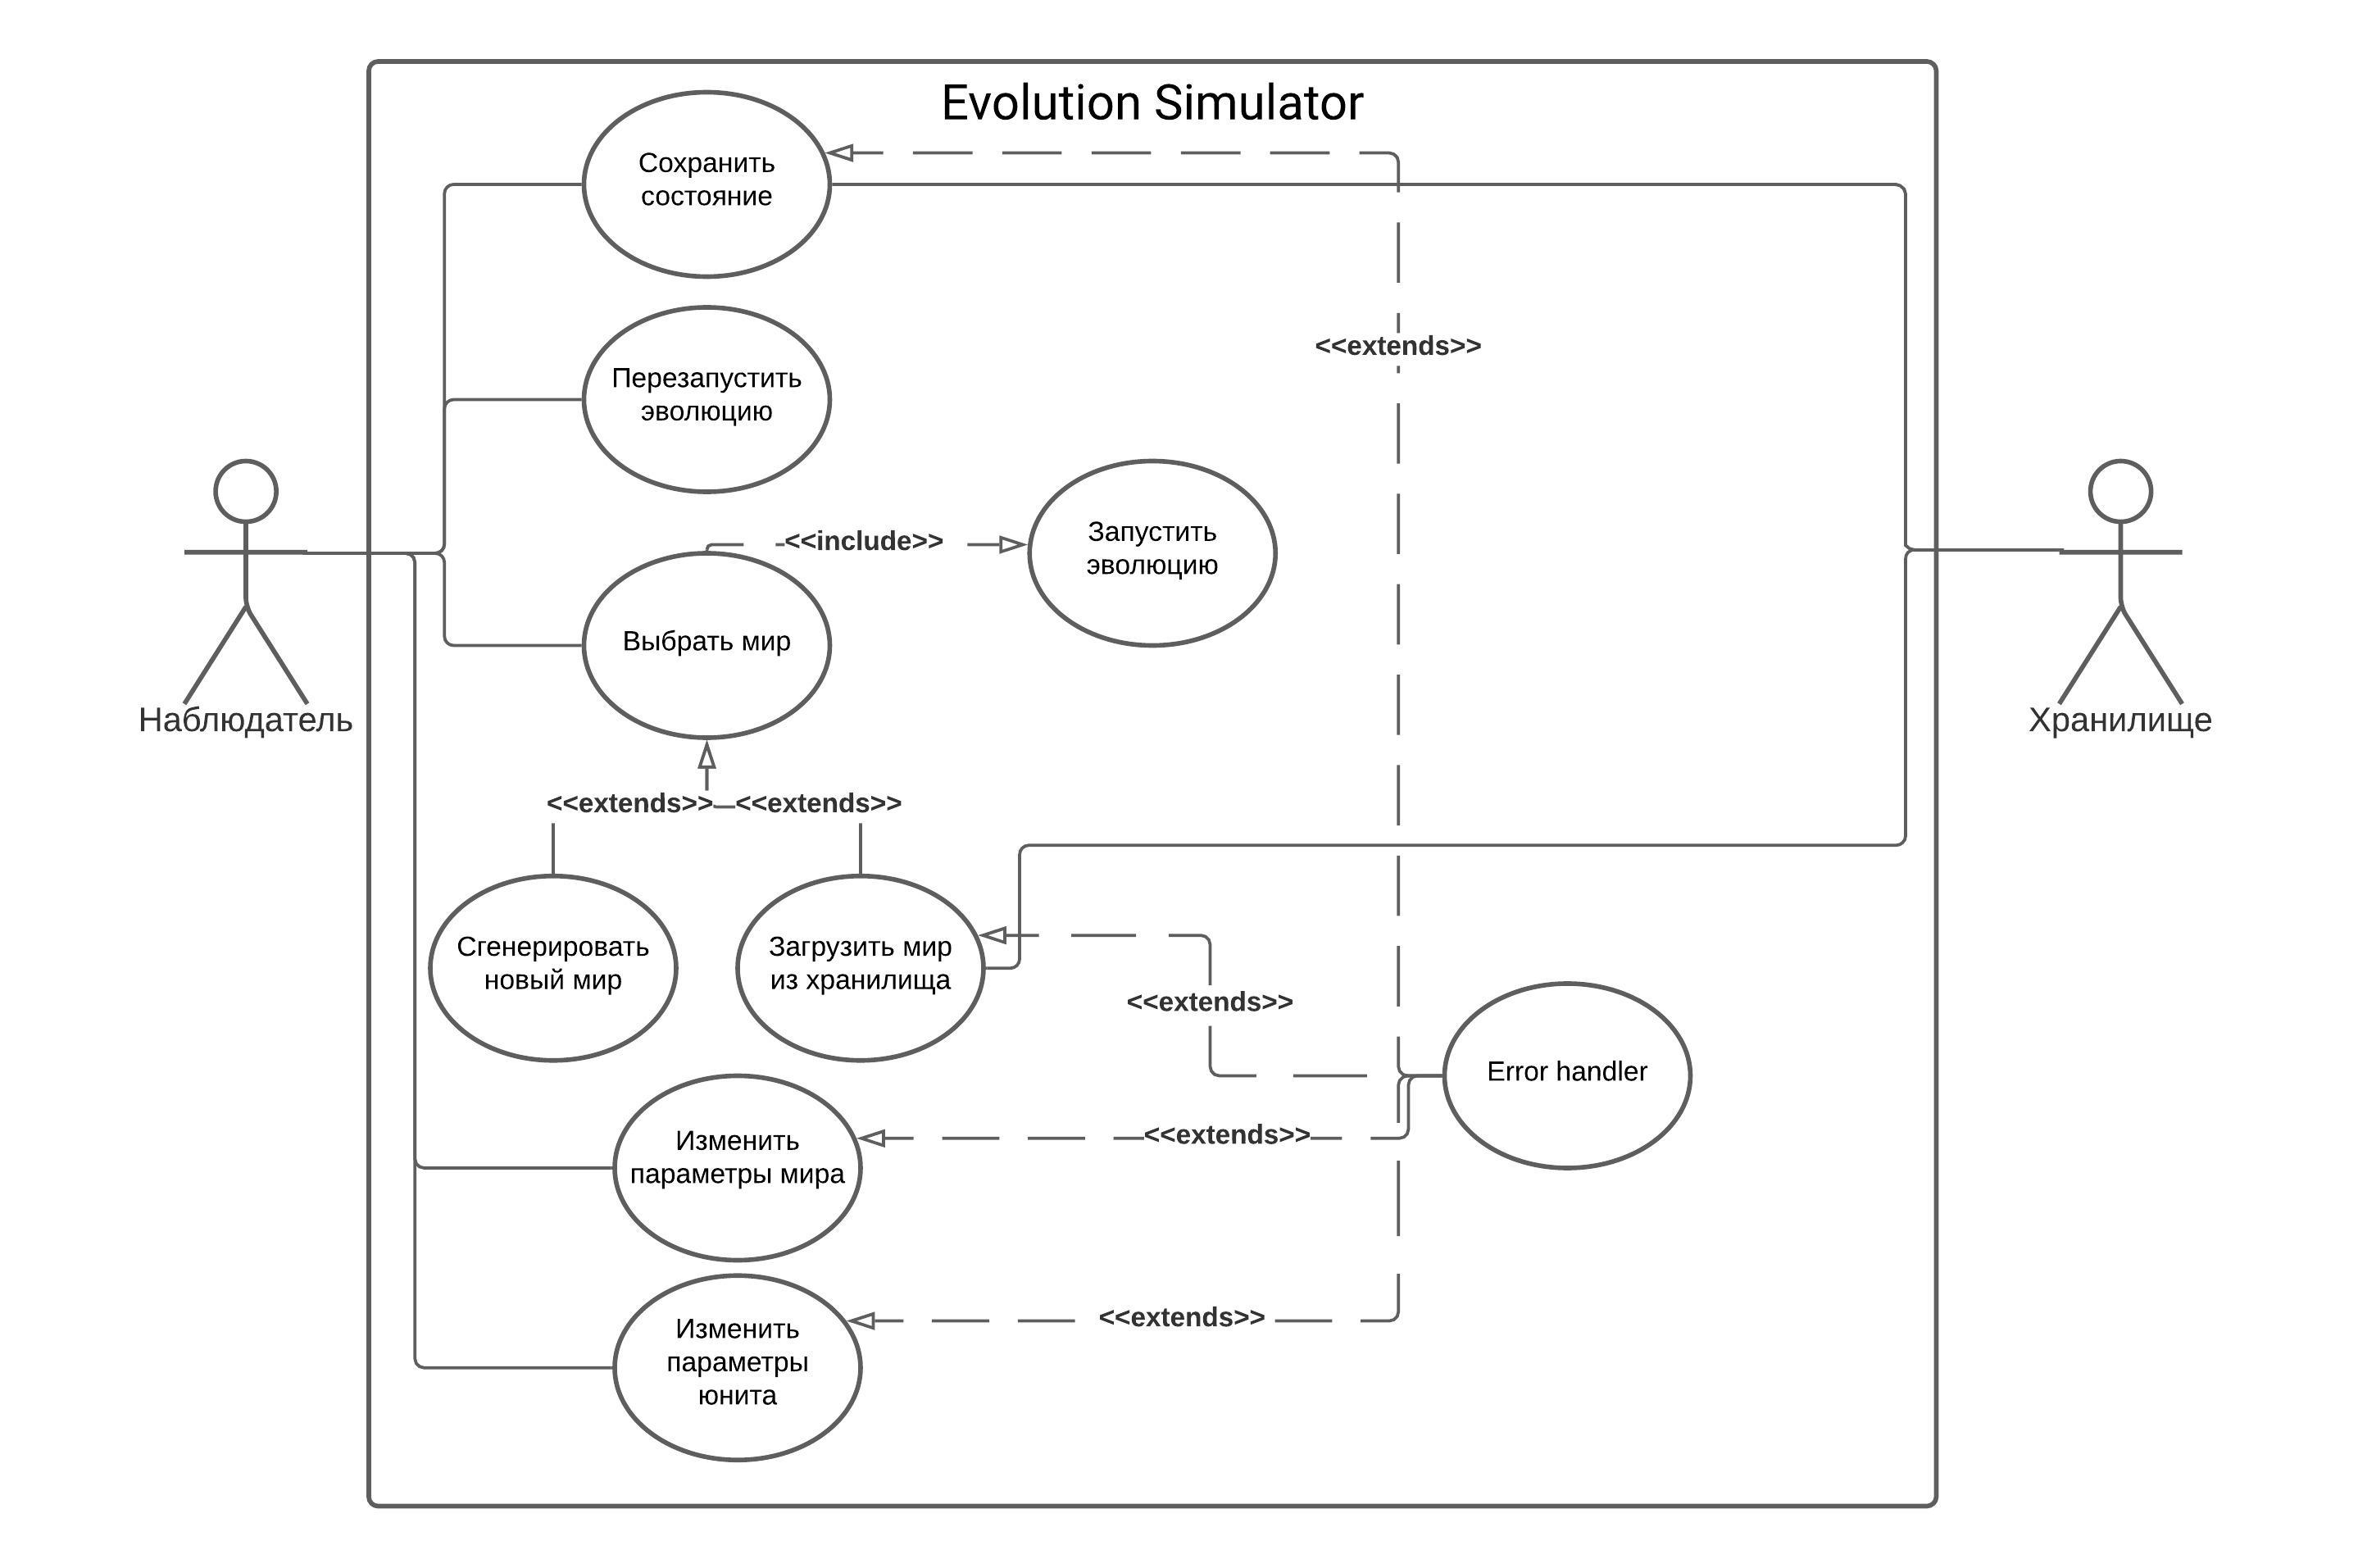 Evolution Simulator
Сохранить
состояние
<<extends>>
Перезапустить
эволюцию
<<include>>
Запустить
эволюцию
Выбрать мир
Наблюдатель
Хранилище
<<extends>>
<<extends>>
Сгенерировать
новый мир
Загрузить мир
из хранилища
<<extends>>
Error handler
Изменить
параметры мира
<<extends>>
Изменить
параметры
юнита
<<extends>>